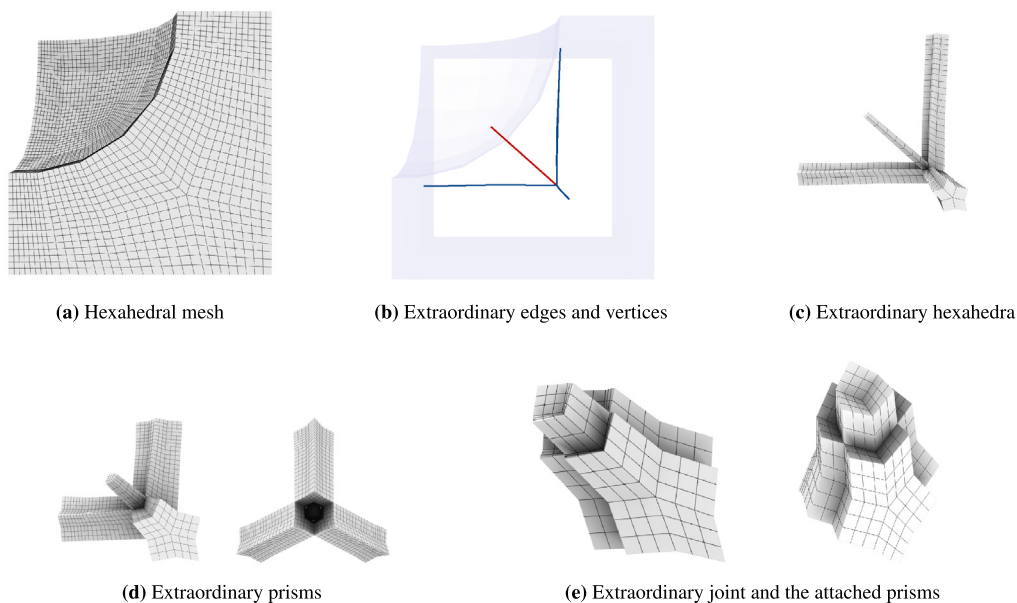 (a) Hexahedral mesh
(b) Extraordinary edges and vertices
(c) Extraordinary hexahedra
(d) Extraordinary prisms
(e) Extraordinary joint and the attached prisms